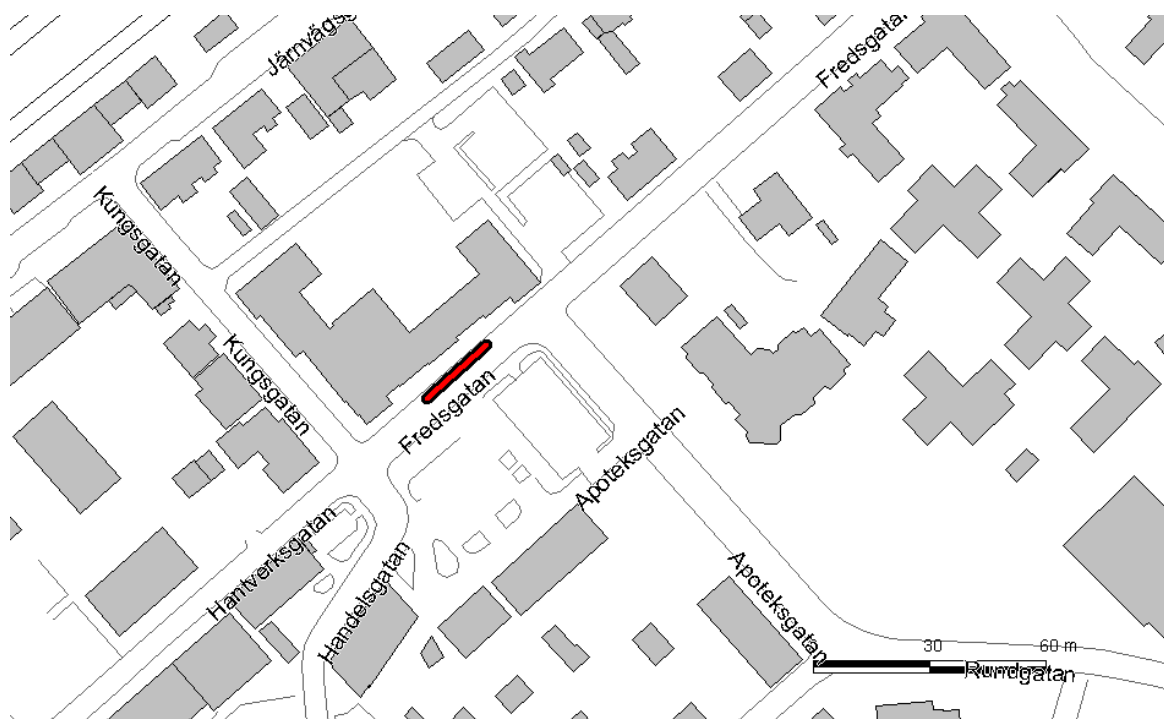 Järnvägsg
Fredsgatan
Kungsgatan
Kungsgatan
Fredsgatan
Apoteksgatan
Hantverksgatan
Handelsgatan
Apoteksgatan
30 60 m
Rundgatan